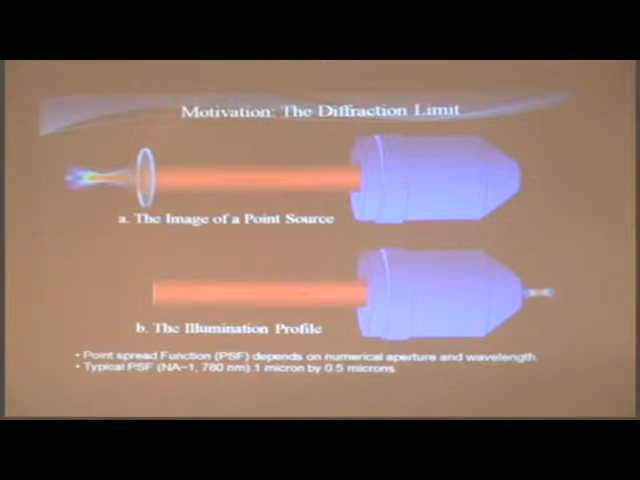 Motivation: The Diffraction Limit
a. The Image of a Point Source
b. The Illumination Profile
• Point spread Function (PSF) depends on numerical aperture and wavelength.
• Typical PSF (NA~1, 780 nm) 1 micron by 0.5 microns.